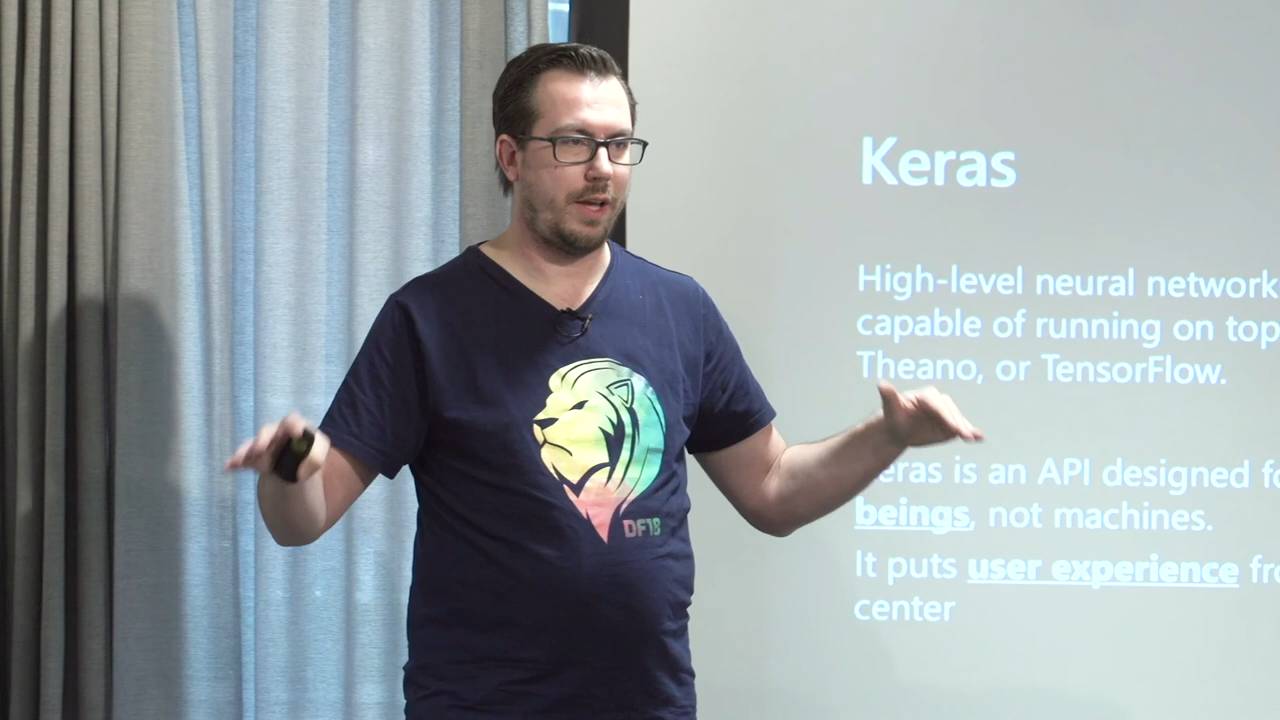 Keras
High-level neural network
capable of running on top
Theano, or TensorFlow.
eras is an API designed fo
beings, not machines.
It puts user experience fro
center
DF18